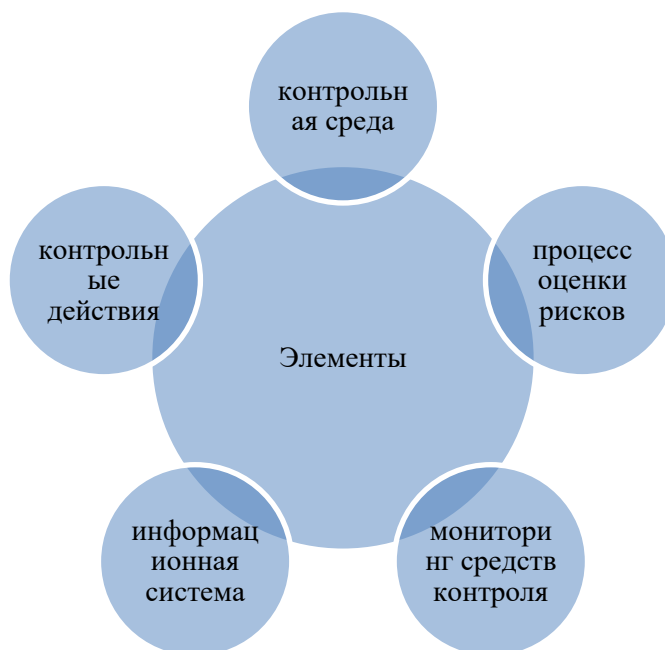 контрольн
ая среда
процесс
оценки
рисков
контрольн
ые
действия
Элементы
информац
ионная
система
монитори
нг средств
контроля